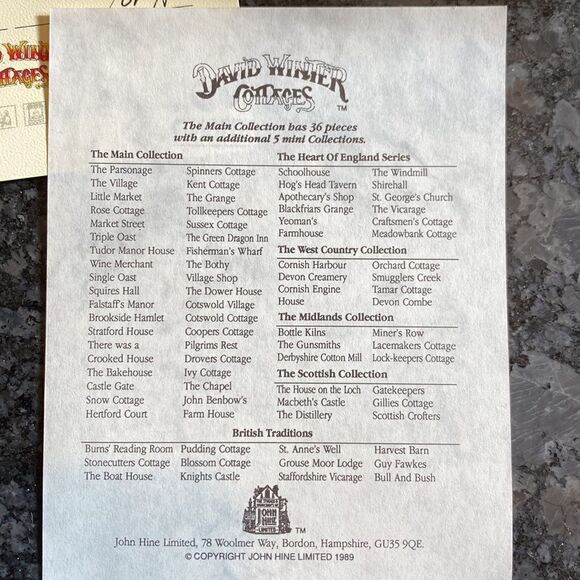 DAVID WINTER
COTTAGES
TM
The Main Collection has 36 pieces
with an additional 5 mini Collections.
The Main Collection
The Parsonage
The Village
Little Market
Rose Cottage
Market Street
Triple Oast
Tudor Manor House
Wine Merchant
Single Oast
Squires Hall
Falstaff's Manor
Brookside Hamlet
Stratford House
There was a
Crooked House
The Bakehouse
Castle Gate
Snow Cottage
Hertford Court
Spinners Cottage
Kent Cottage
The Grange
Tollkeepers Cottage
Sussex Cottage
The Green Dragon Inn
Fisherman's Wharf
The Bothy
Village Shop
The Dower House
Cotswold Village
Cotswold Cottage
Coopers Cottage
Pilgrims Rest
Drovers Cottage
Ivy Cottage
The Chapel
John Benbow's
Farm House
The Heart Of England Series
Schoolhouse
Hog's Head Tavern
Apothecary's Shop
Blackfriars Grange
Yeoman's
Farmhouse
The Windmill
Shirehall
St. George's Church
The Vicarage
Craftsmen's Cottage
Meadowbank Cottage
The West Country Collection
Cornish Harbour
Devon Creamery
Cornish Engine
House
Orchard Cottage
Smugglers Creek
Tamar Cottage
Devon Combe
The Midlands Collection
Bottle Kilns
The Gunsmiths
Derbyshire Cotton Mill
Miner's Row
Lacemakers Cottage
Lock-keepers Cottage
The Scottish Collection
The House on the Loch
Macbeth's Castle
The Distillery
Gatekeepers
Gillies Cottage
Scottish Crofters
British Traditions
Burns' Reading Room
Stonecutters Cottage
The Boat House
Pudding Cottage
Blossom Cottage
Knights Castle
St. Anne's Well
Grouse Moor Lodge
Staffordshire Vicarage
Harvest Barn
Guy Fawkes
Bull And Bush
JOHN
HINE
LIMITED
TM
John Hine Limited, 78 Woolmer Way, Bordon, Hampshire, GU35 9QE.
© COPYRIGHT JOHN HINE LIMITED 1989